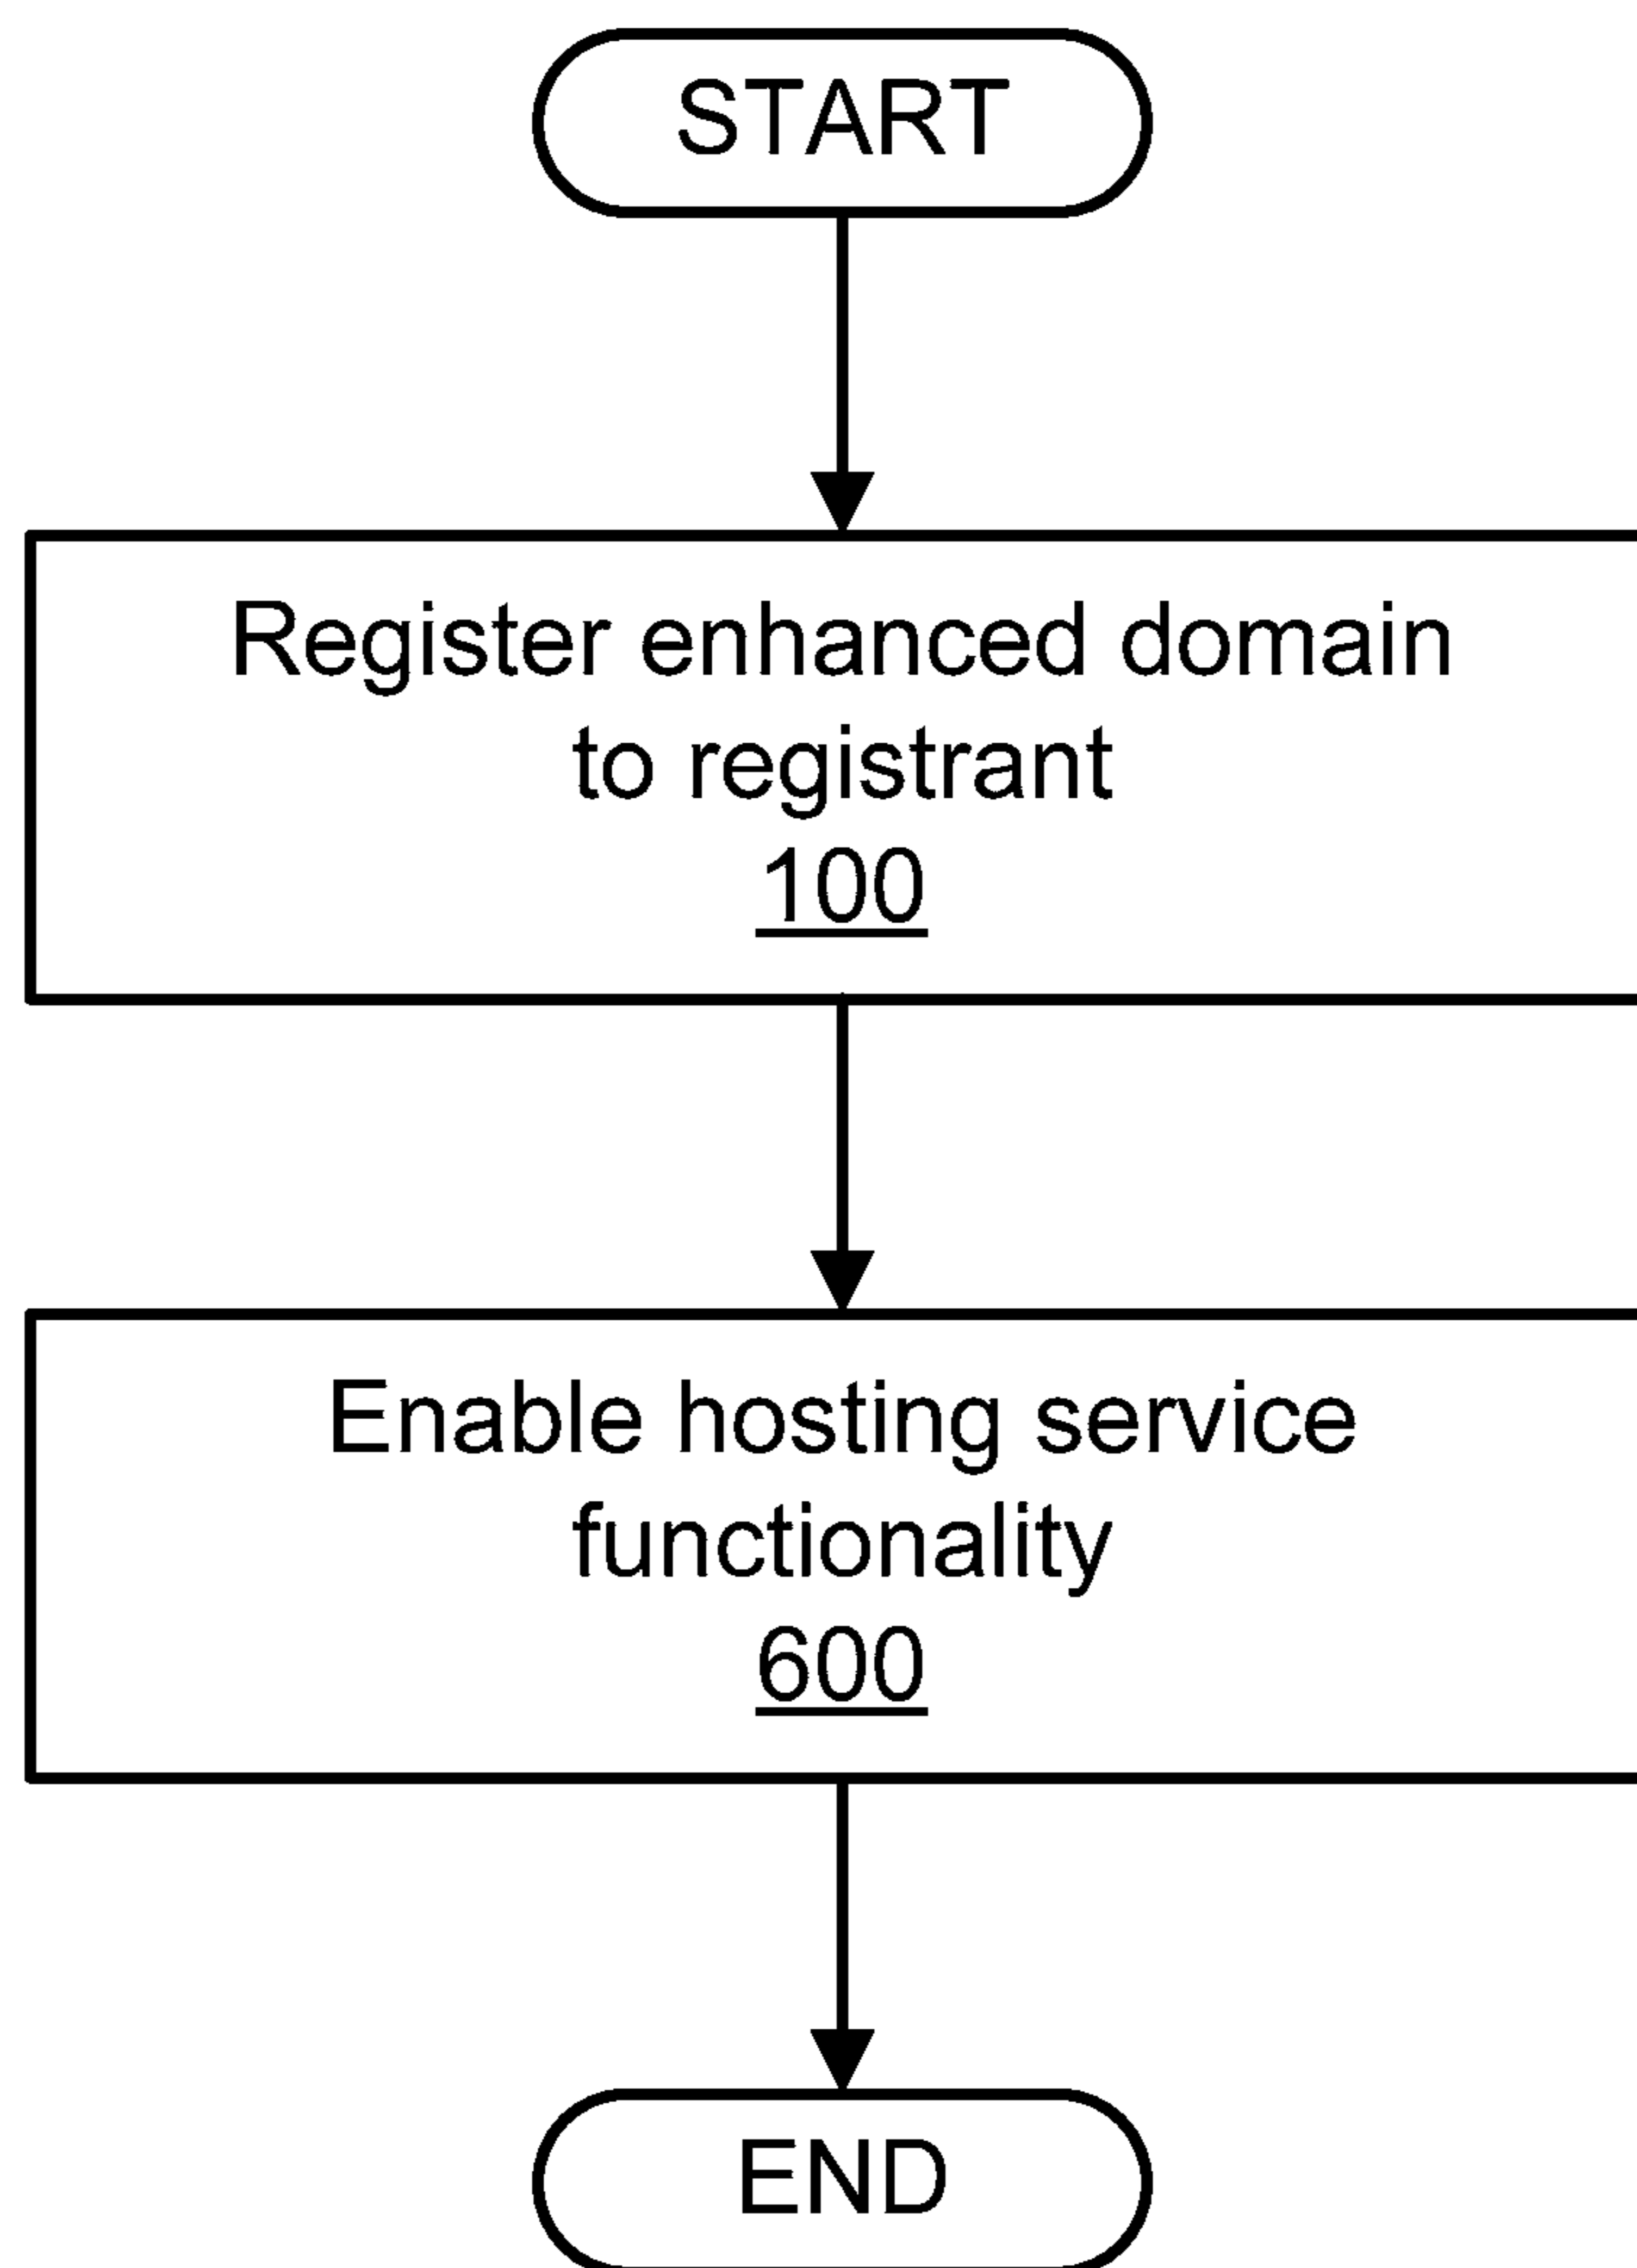 START
Register enhanced domain
to registrant
100
Enable hosting service
functionality
600
END